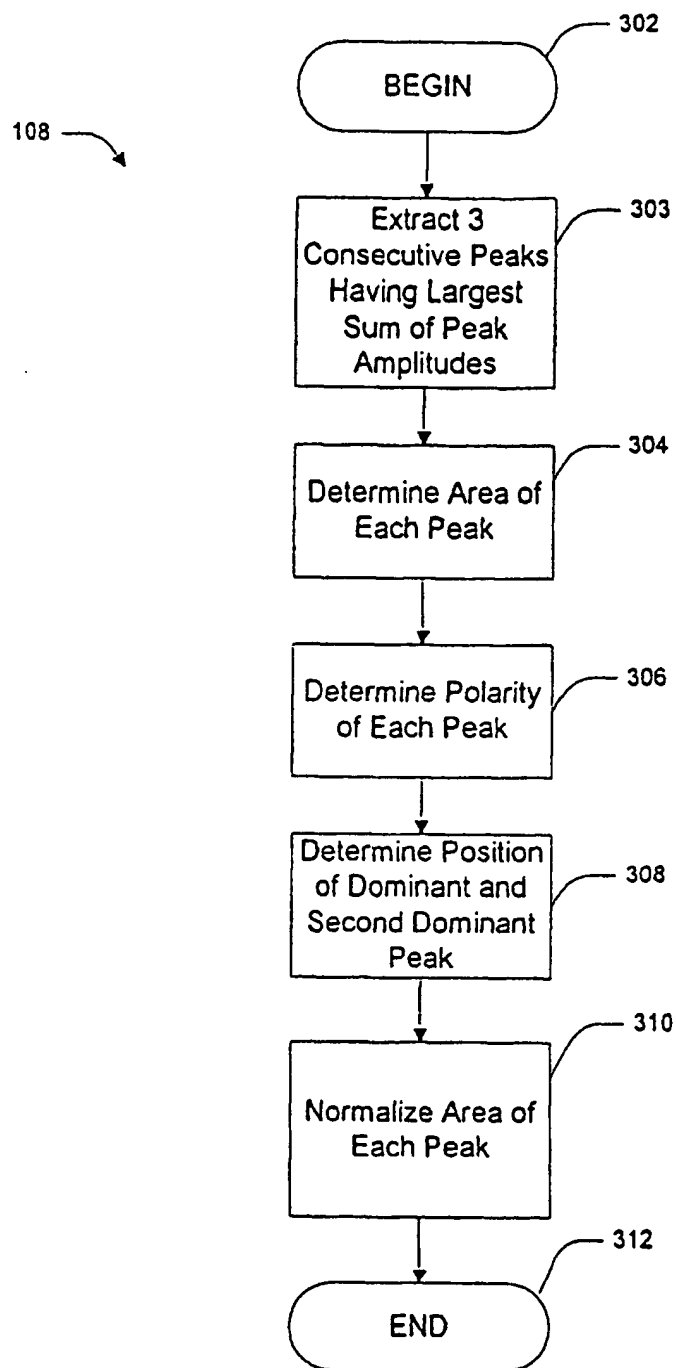 302
BEGIN
108
303
Extract 3
Consecutive Peaks
Having Largest
Sum of Peak
Amplitudes
304
Determine Area of
Each Peak
306
Determine Polarity
of Each Peak
308
Determine Position
of Dominant and
Second Dominant
Peak
310
Normalize Area of
Each Peak
312
END